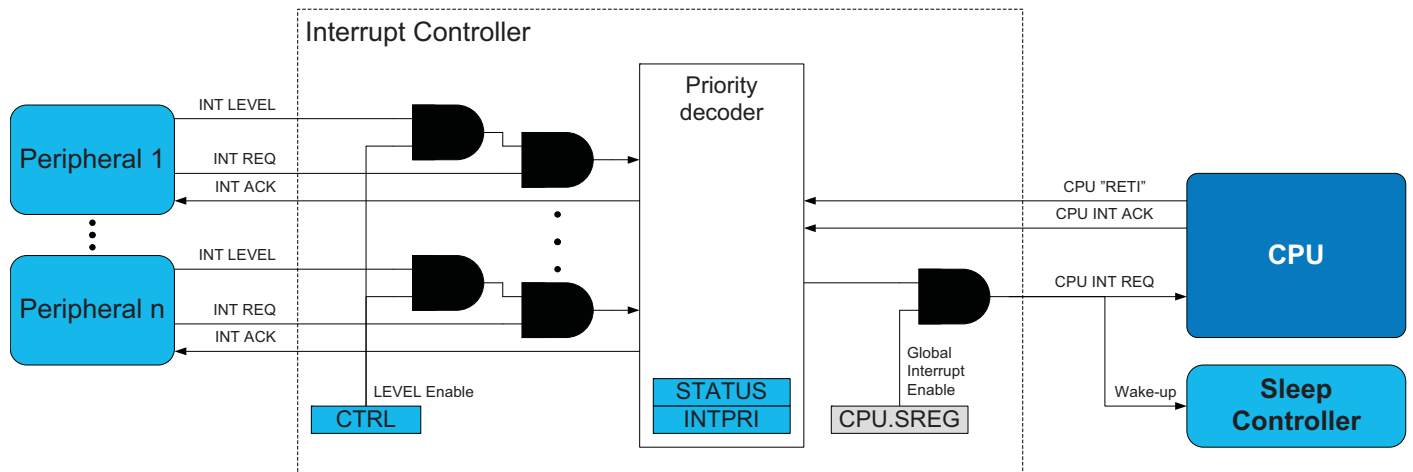 Interrupt Controller
Priority
decoder
INT LEVEL
Peripheral 1
INT REQ
INT ACK
CPU ”RETI”
CPU INT ACK
CPU
INT LEVEL
Peripheral n
INT REQ
INT ACK
CPU INT REQ
Global
Interrupt
Enable
LEVEL Enable
CTRL
STATUS
INTPRI
CPU.SREG
Wake-up
Sleep
Controller